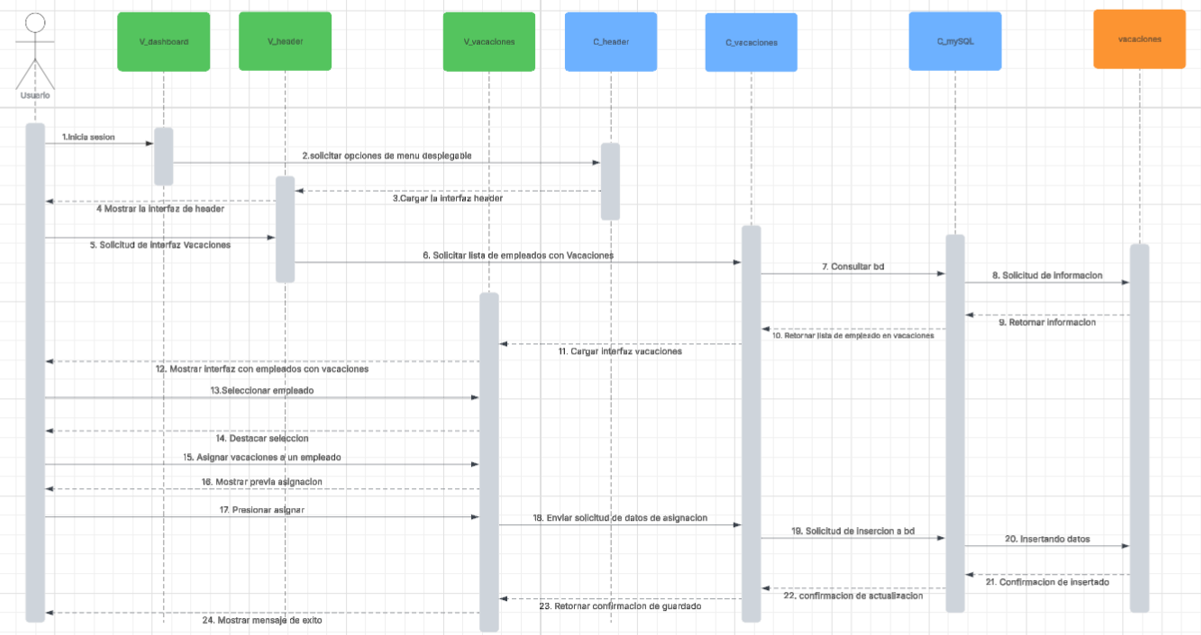 V_dashboard
V_header
V_vacaciones
C_header
C_vacaciones
C_mySQL
vacaciones
Usuario
1.Inicia sesion
2.solicitar opciones de menu desplegable
3.Cargar la interfaz header
4 Mostrar la interfaz de header
5. Solicitud de interfaz Vacaciones
6. Solicitar lista de empleados con Vacaciones
7. Consultar bd
8. Solicitud de informacion
9. Retornar informacion
10. Retornar lista de empleado en vacaciones
11. Cargar interfaz vacaciones
12. Mostrar interfaz con empleados con vacaciones
13.Seleccionar empleado
14. Destacar seleccion
15. Asignar vacaciones a un empleado
16. Mostrar previa asignacion
17. Presionar asignar
18. Enviar solicitud de datos de asignacion
19. Solicitud de insercion a bd
20. Insertando datos
21. Confirmacion de insertado
22. confirmacion de actualizacion
23. Retornar confirmacion de guardado
24. Mostrar mensaje de exito